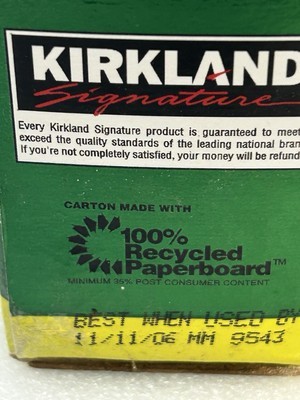 KIRKLAND
Signature
Every Kirkland Signature product is guaranteed to meet
exceed the quality standards of the leading national bran
If you're not completely satisfied, your money will be refund
CARTON MADE WITH
100%
Recycled
Paperboard™
MINIMUM 35% POST CONSUMER CONTENT
BEST WHEN USED BY
11/11/06 MM 9543